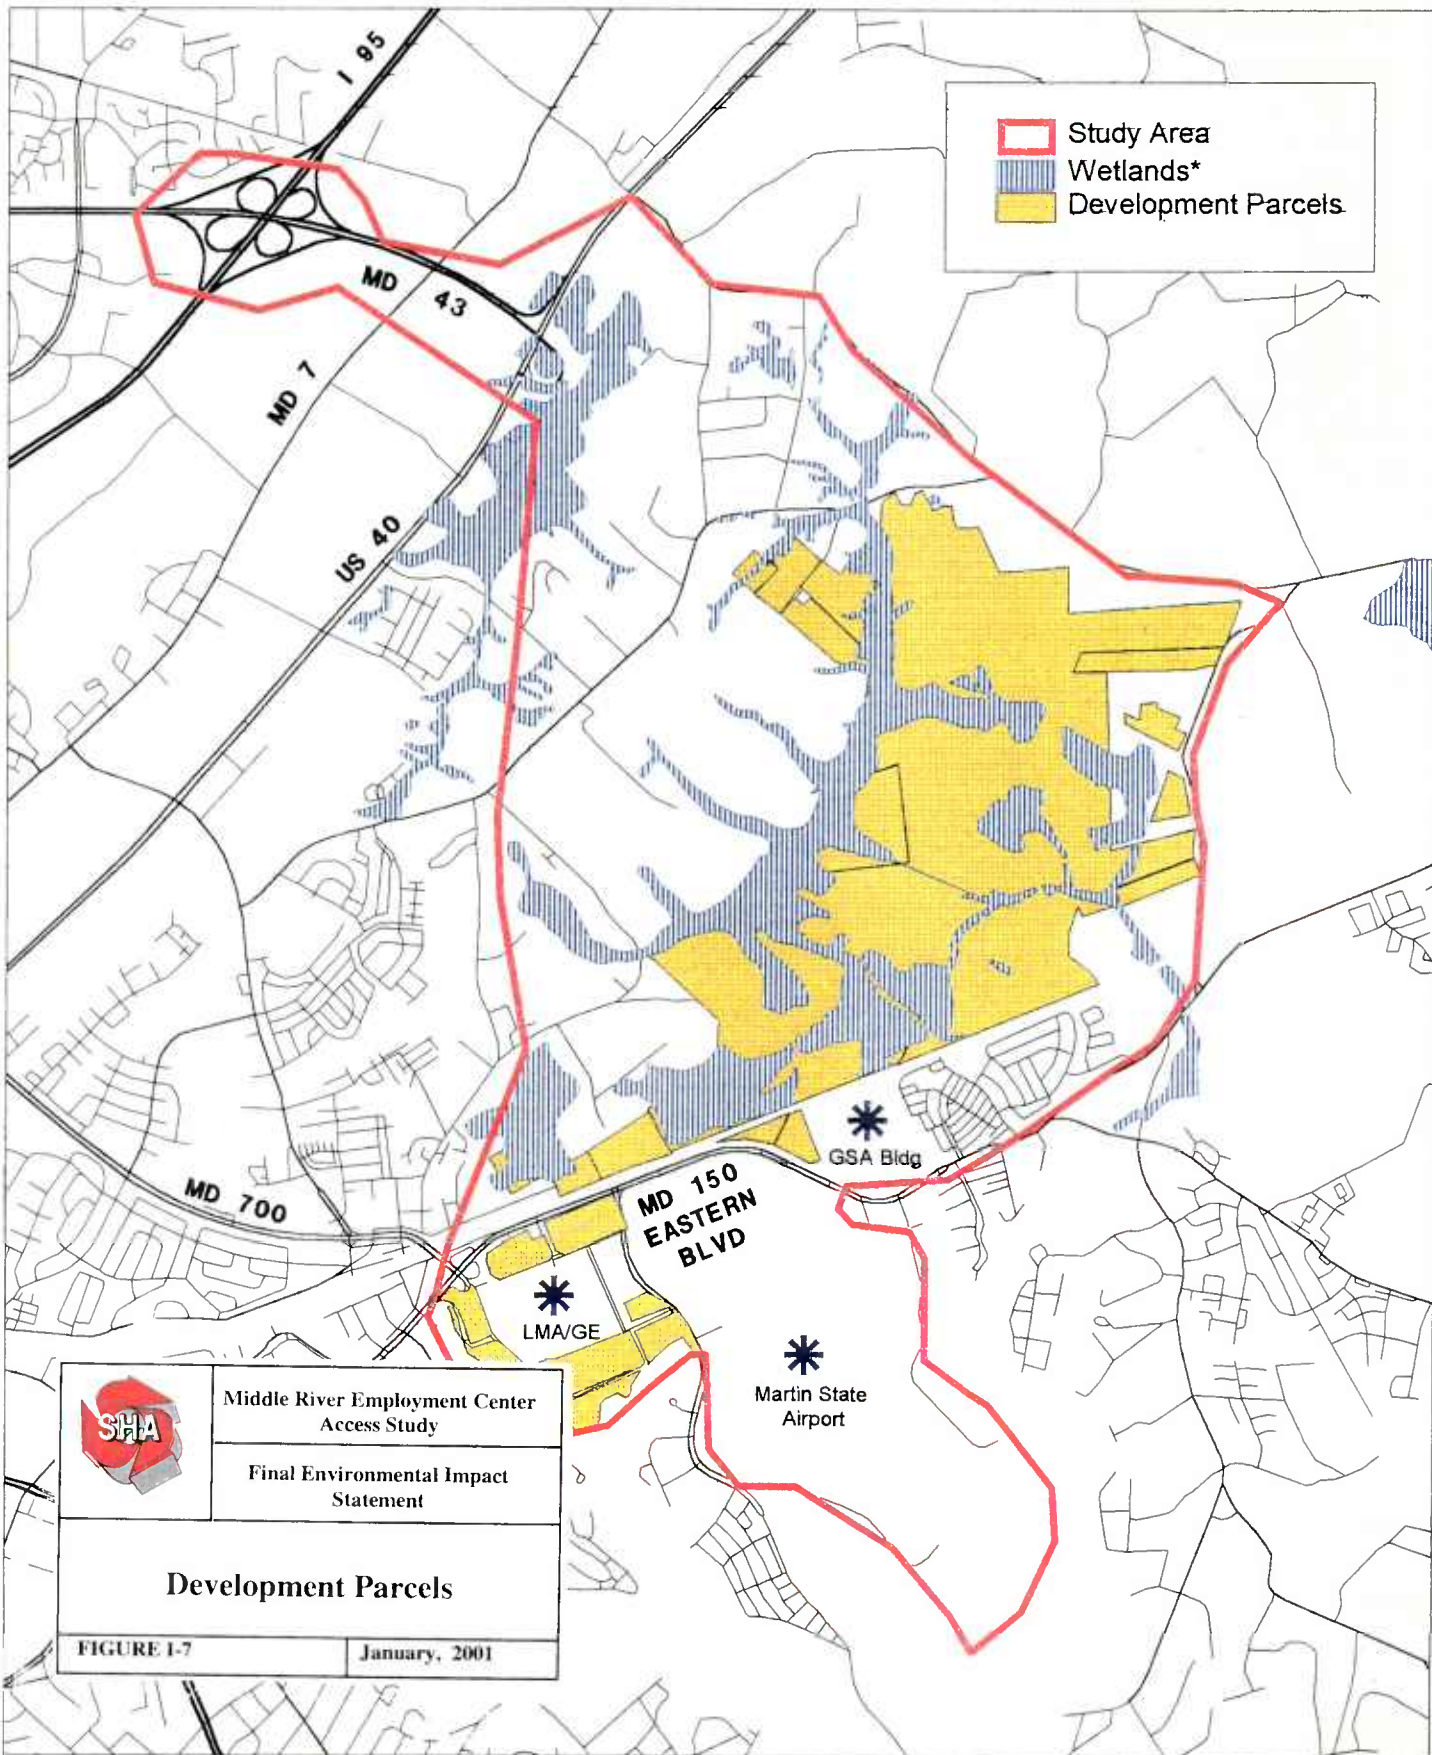 I 95
Study Area
Wetlands*
Development Parcels
MD 43
MD 7
US 40
MD 700
MD 150
EASTERN
BLVD
GSA Bldg
LMA/GE
Martin State
Airport
SHA
Middle River Employment Center
Access Study
Final Environmental Impact
Statement
Development Parcels
FIGURE I-7
January, 2001